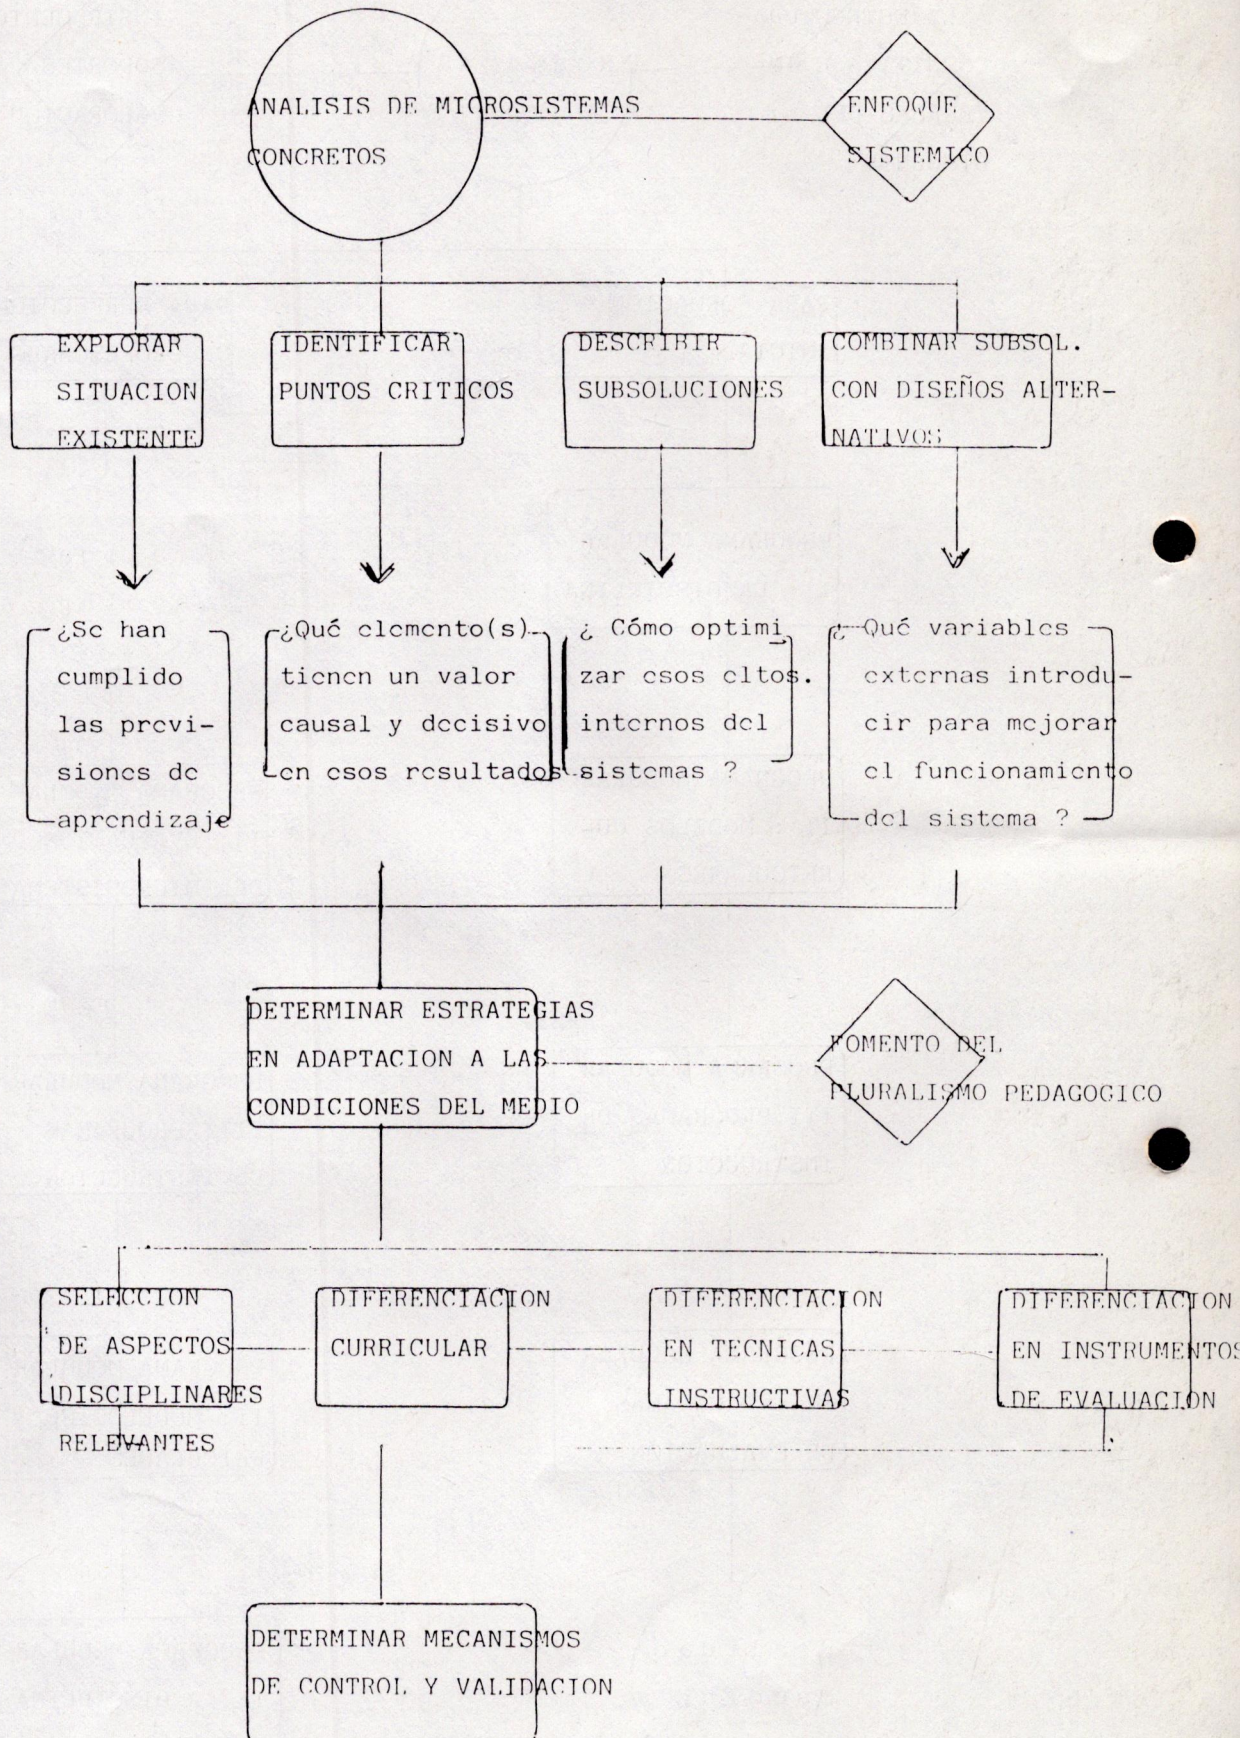 ANALISIS DE MICROSISTEMAS
CONCRETOS
ENFOQUE
SISTEMICO
EXPLORAR
SITUACION
EXISTENTE
IDENTIFICAR
PUNTOS CRITICOS
DESCRIBIR
SUBSOLUCIONES
COMBINAR SUBSOL.
CON DISEÑOS ALTER-
NATIVOS
¿Se han
cumplido
las previ-
siones de
aprendizaje
¿Qué elemento(s)
tienen un valor
causal y decisivo
en esos resultados
¿ Cómo optimi
zar esos eltos.
internos del
sistemas ?
¿ Qué variables
externas introdu-
cir para mejorar
el funcionamiento
del sistema ?
DETERMINAR ESTRATEGIAS
EN ADAPTACION A LAS
CONDICIONES DEL MEDIO
FOMENTO DEL
PLURALISMO PEDAGOGICO
SELECCION
DE ASPECTOS
DISCIPLINARES
RELEVANTES
DIFERENCIACION
CURRICULAR
DIFERENCIACION
EN TECNICAS
INSTRUCTIVAS
DIFERENCIACION
EN INSTRUMENTOS
DE EVALUACION
DETERMINAR MECANISMOS
DE CONTROL Y VALIDACION